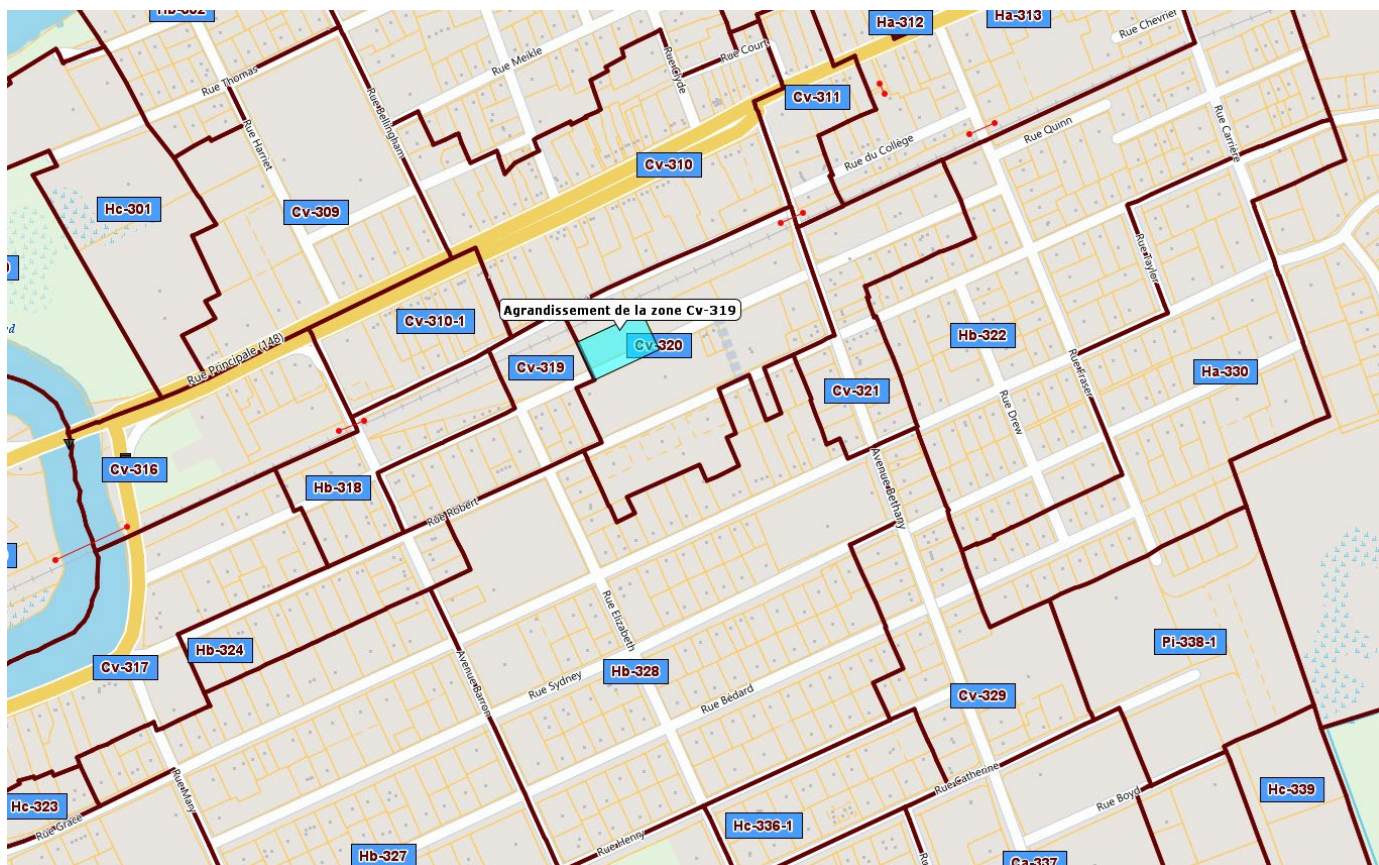 Hb-302
Ha-312
Ha-313
Rue Chevrier
Rue Court
Rue Meikle
Rue Clyde
Rue Thomas
Cv-311
Rue Bellingham
Rue Harriet
Rue Quinn
Rue Carrière
Rue du Collège
Cv-310
Hc-301
Cv-309
Rue Tayler
Agrandissement de la zone Cv-319
Cv-310-1
Rue Principale (148)
Cv-320
Hb-322
Cv-319
Cv-321
Rue Fraser
Ha-330
Rue Drew
Cv-316
Hb-318
Avenue Bethany
Rue Robert
Rue Elizabeth
Hb-324
Pi-338-1
Cv-317
Hb-328
Avenue Barron
Rue Sydney
Rue Bédard
Cv-329
Rue Mary
Rue Catherine
Hc-339
Hc-323
Rue Boyd
Rue Grace
Hc-336-1
Rue Henry
Hb-327
Ca-337